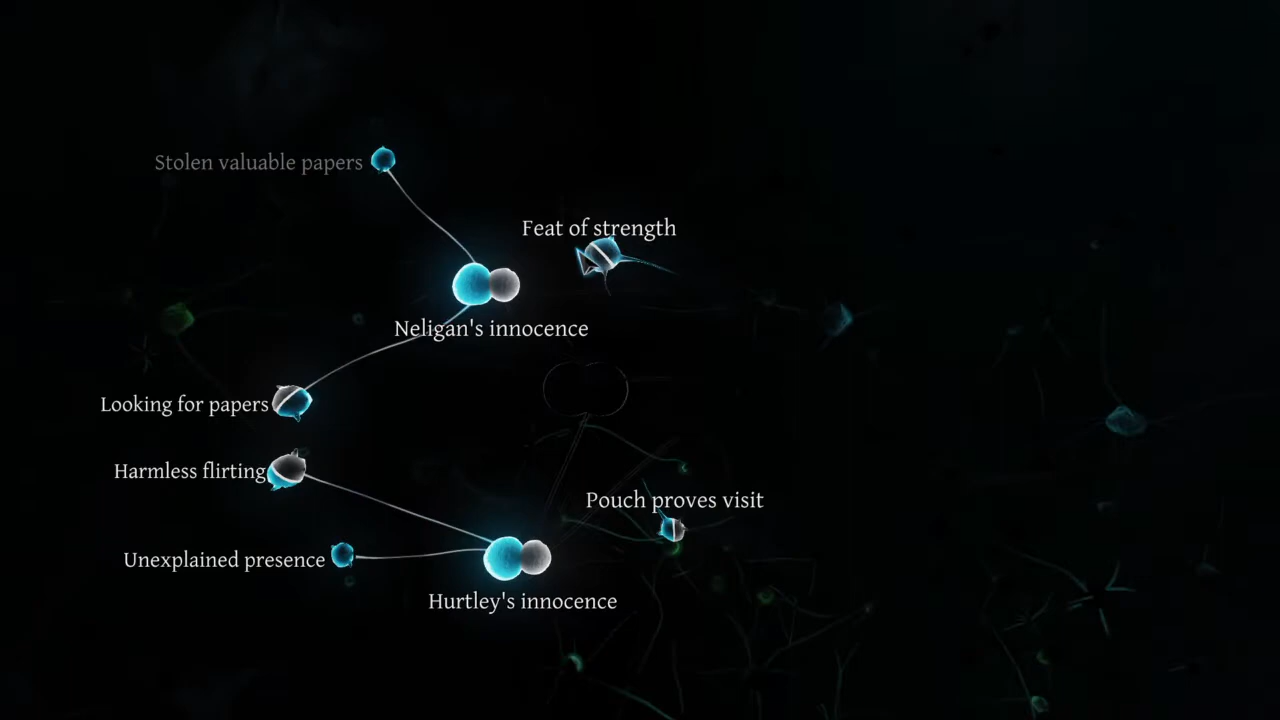 Stolen valuable papers
Feat of strength
Neligan's innocence
Looking for papers
Harmless flirting
Pouch proves visit
Unexplained presence
Hurtley's innocence